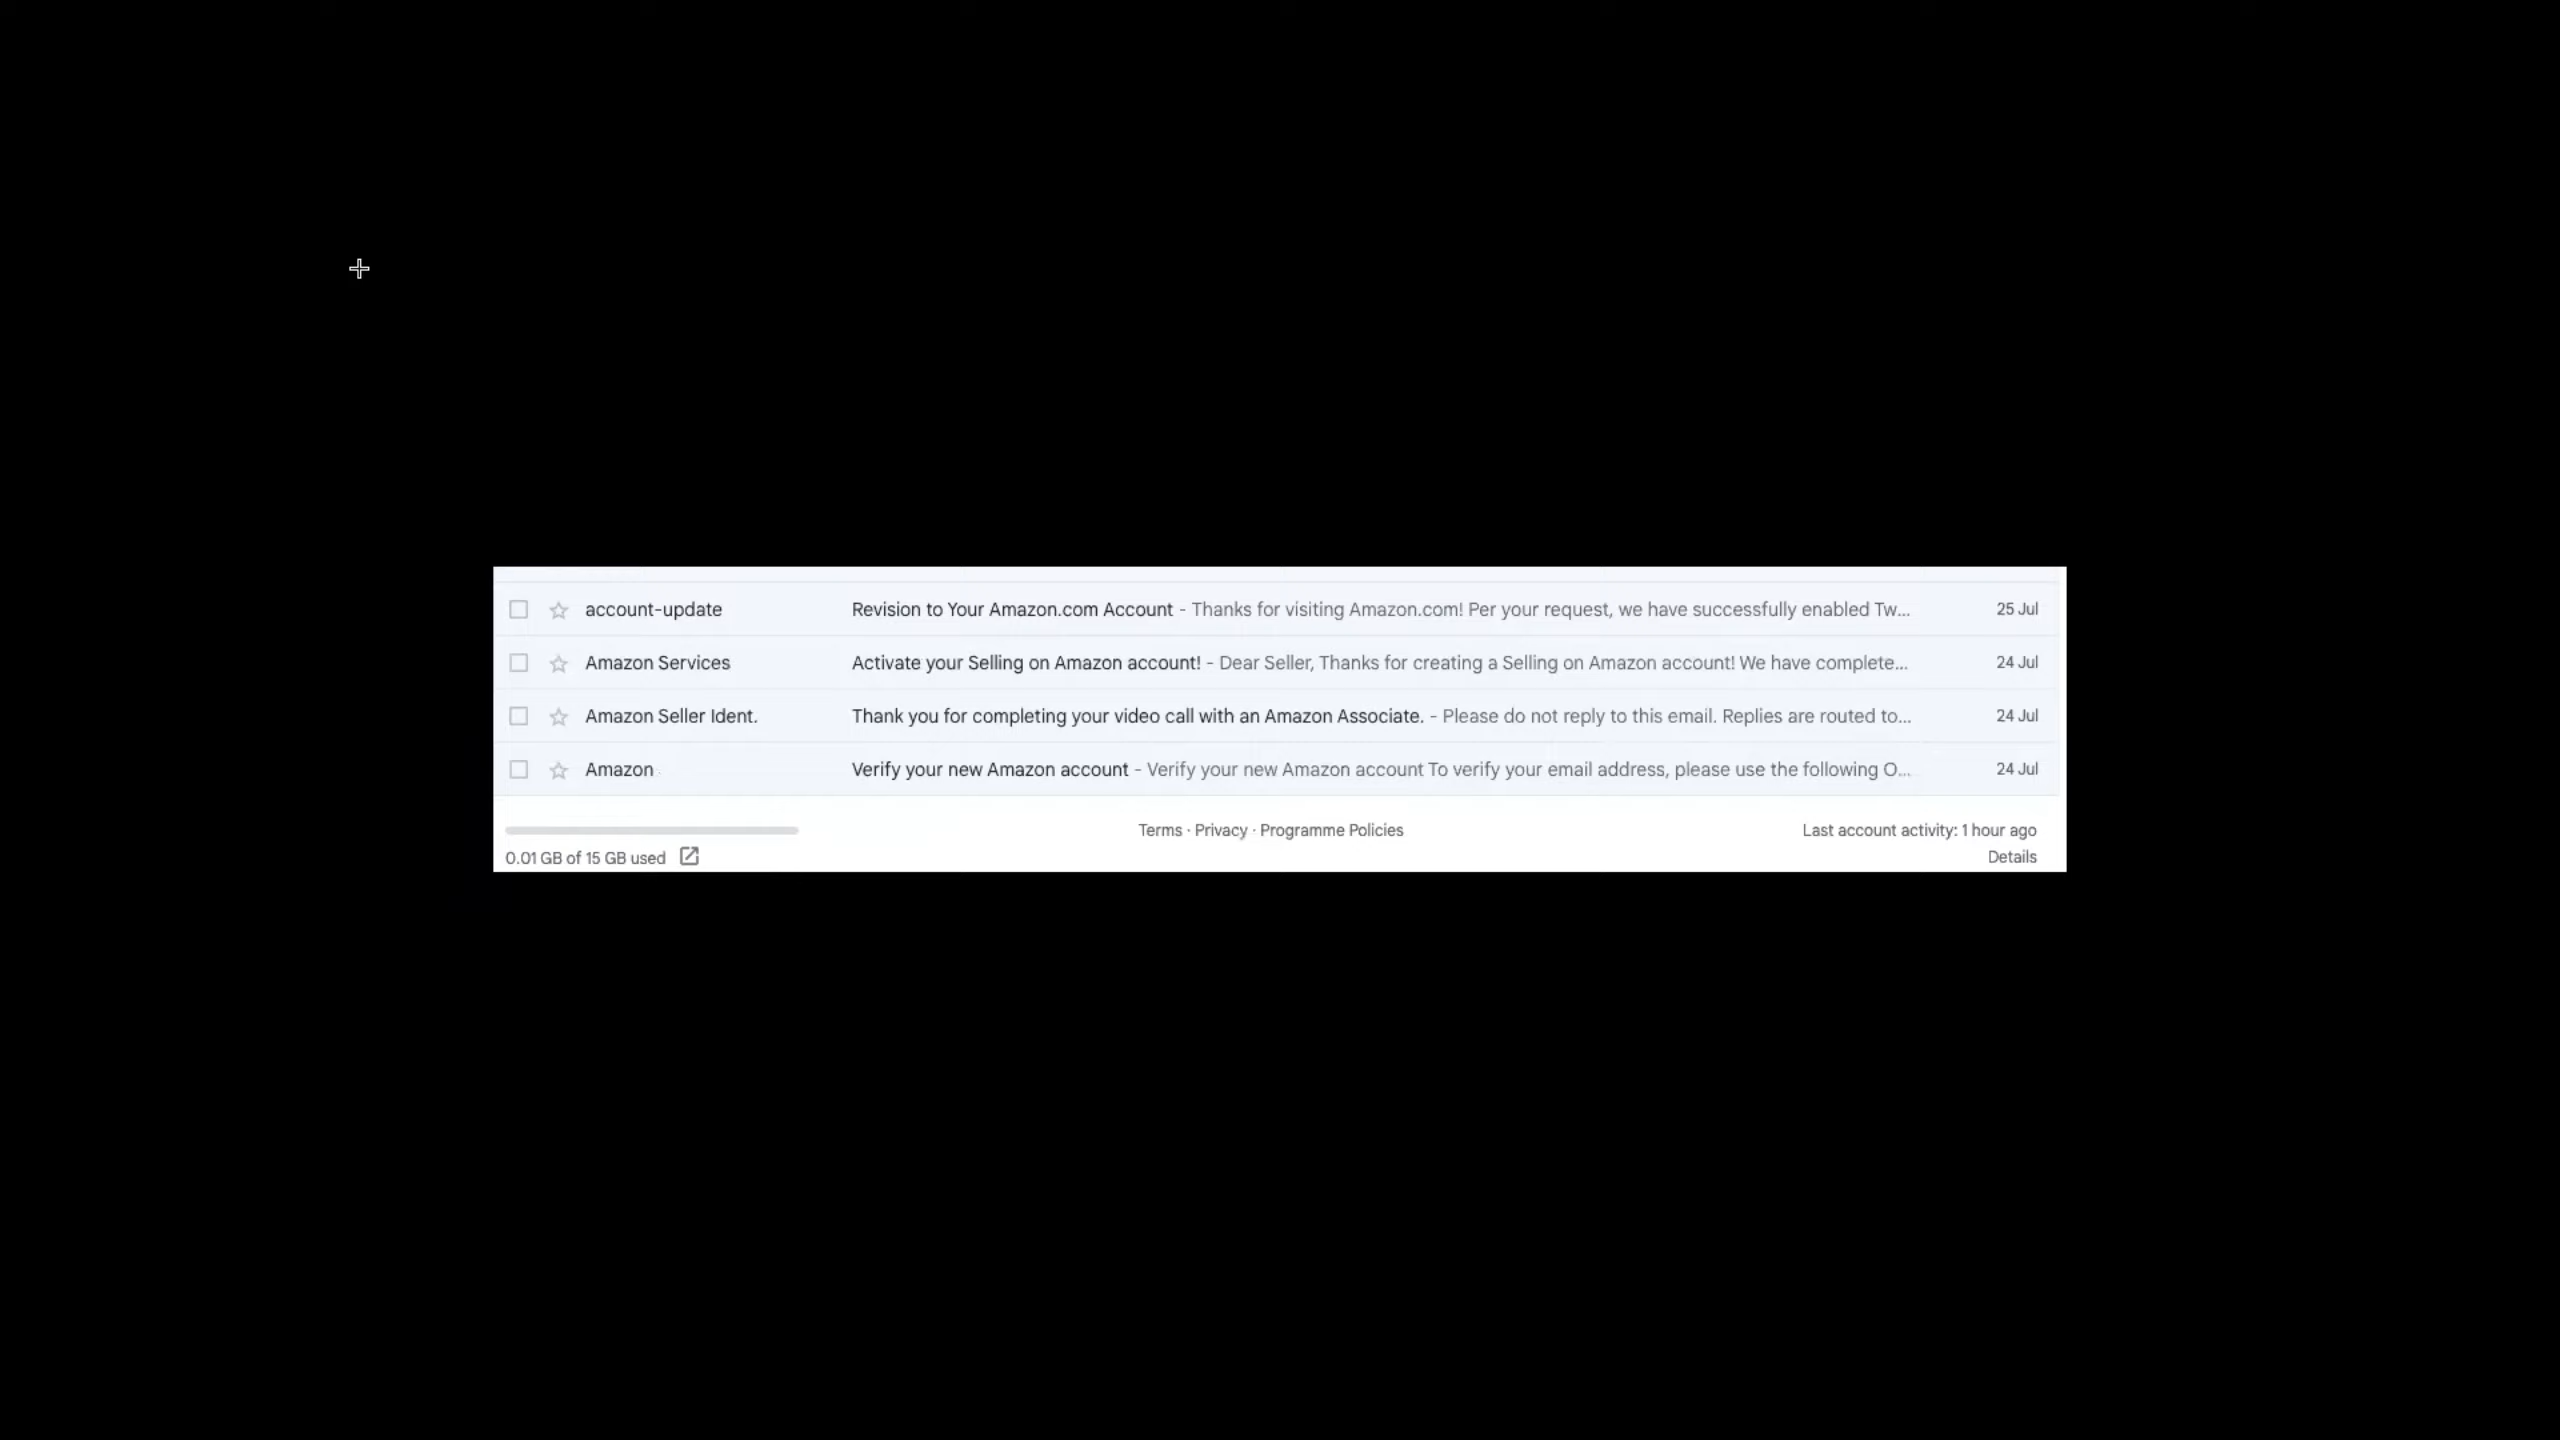 account-update Revision to Your Amazon.com Account - Thanks for visiting Amazon.com! Per your request, we have successfully enabled Tw... 25 Jul
Amazon Services Activate your Selling on Amazon account! - Dear Seller, Thanks for creating a Selling on Amazon account! We have complete... 24 Jul
Amazon Seller Ident. Thank you for completing your video call with an Amazon Associate. - Please do not reply to this email. Replies are routed to... 24 Jul
Amazon Verify your new Amazon account - Verify your new Amazon account To verify your email address, please use the following O... 24 Jul
Terms · Privacy · Programme Policies Last account activity: 1 hour ago
0.01 GB of 15 GB used Details